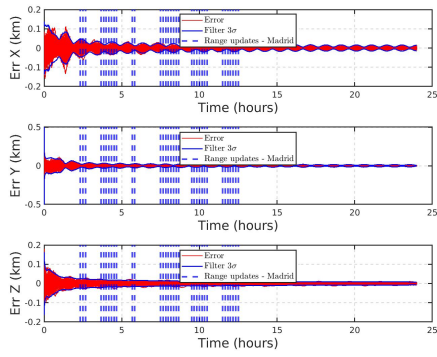 0.2
0.1
0
-0.1
-0.2
Err X (km)
Error
Filter 3σ
Range updates - Madrid
0 5 10 15 20 25
Time (hours)
0.5
0
-0.5
Err Y (km)
Error
Filter 3σ
Range updates - Madrid
0 5 10 15 20 25
Time (hours)
0.2
0.1
0
-0.1
-0.2
Err Z (km)
Error
Filter 3σ
Range updates - Madrid
0 5 10 15 20 25
Time (hours)